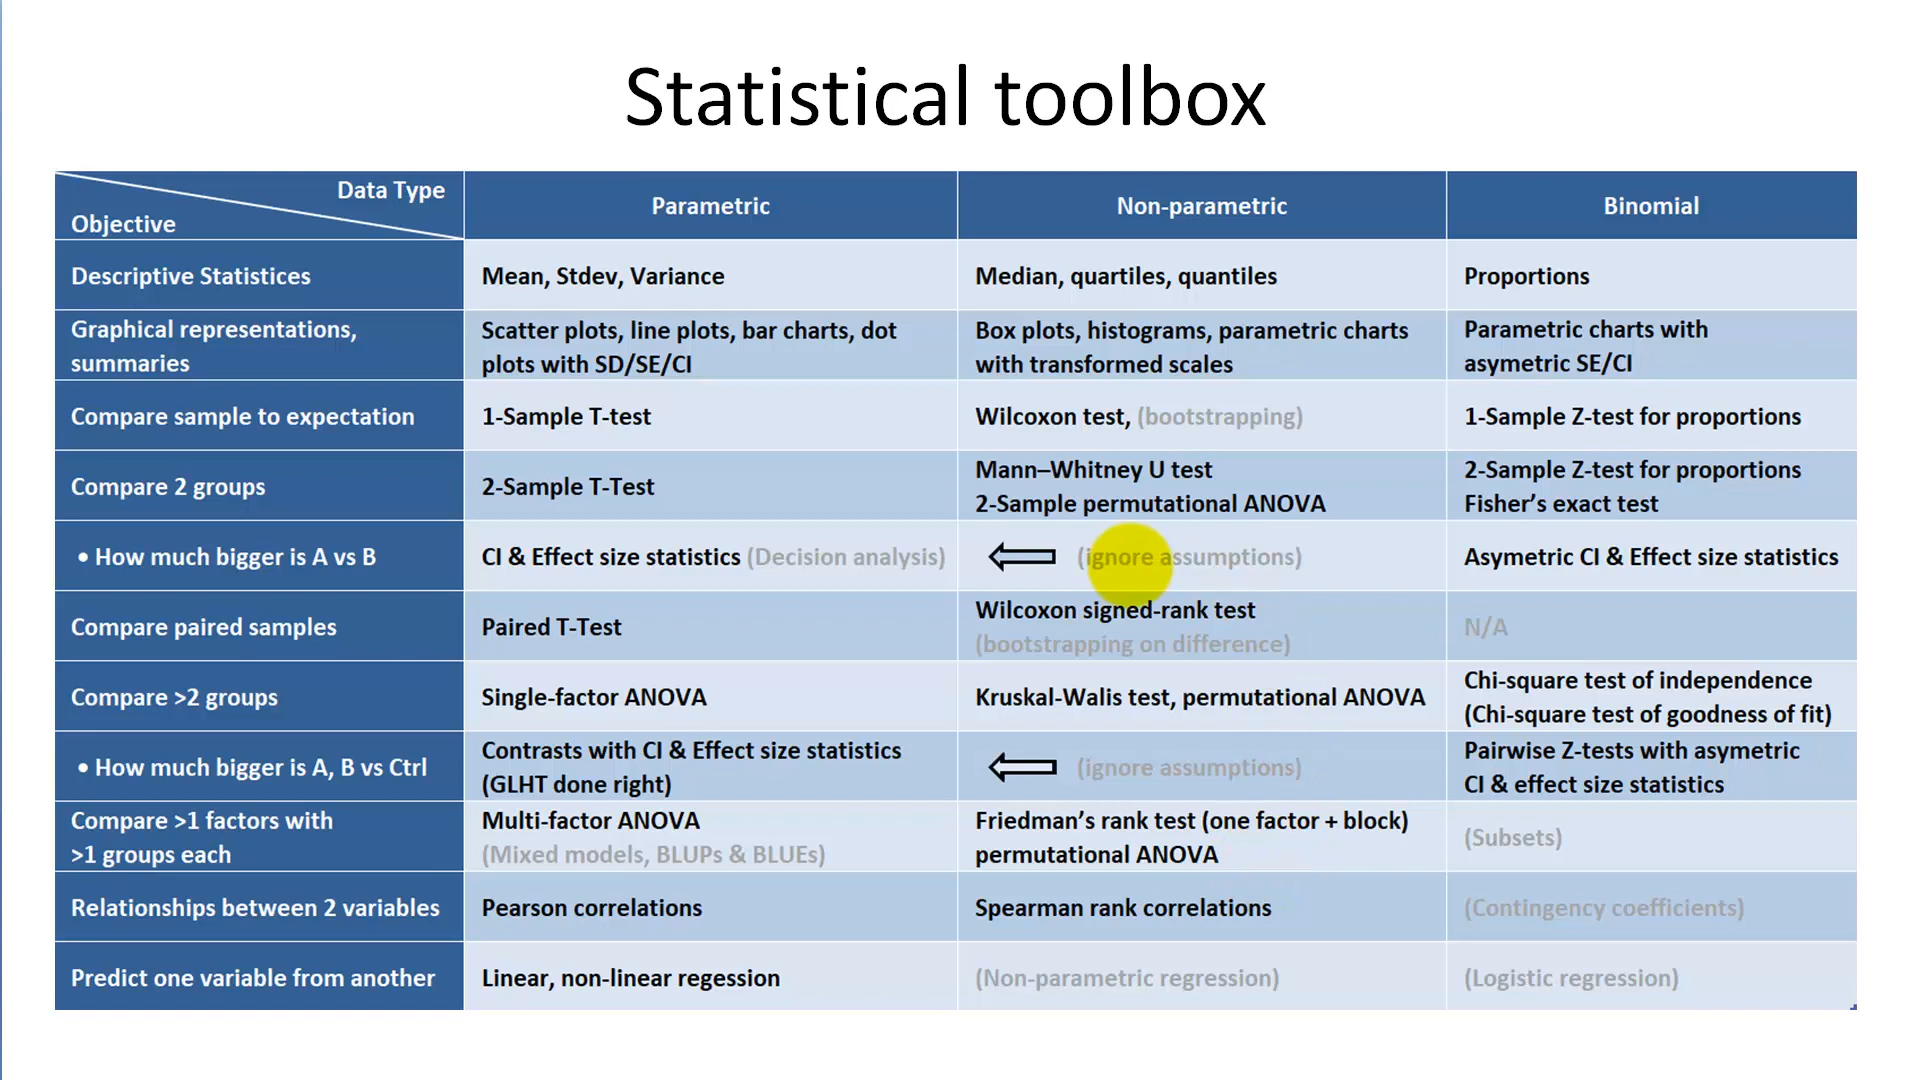 Statistical toolbox
Data Type
Objective
Parametric
Non-parametric
Binomial
Descriptive Statistices
Mean, Stdev, Variance
Median, quartiles, quantiles
Proportions
Graphical representations,
summaries
Scatter plots, line plots, bar charts, dot
plots with SD/SE/CI
Box plots, histograms, parametric charts
with transformed scales
Parametric charts with
asymetric SE/CI
Compare sample to expectation
1-Sample T-test
Wilcoxon test, (bootstrapping)
1-Sample Z-test for proportions
Compare 2 groups
2-Sample T-Test
Mann–Whitney U test
2-Sample permutational ANOVA
2-Sample Z-test for proportions
Fisher's exact test
• How much bigger is A vs B
CI & Effect size statistics (Decision analysis)
(ignore assumptions)
Asymetric CI & Effect size statistics
Compare paired samples
Paired T-Test
Wilcoxon signed-rank test
(bootstrapping on difference)
N/A
Compare >2 groups
Single-factor ANOVA
Kruskal-Walis test, permutational ANOVA
Chi-square test of independence
(Chi-square test of goodness of fit)
• How much bigger is A, B vs Ctrl
Contrasts with CI & Effect size statistics
(GLHT done right)
(ignore assumptions)
Pairwise Z-tests with asymetric
CI & effect size statistics
Compare >1 factors with
>1 groups each
Multi-factor ANOVA
(Mixed models, BLUPs & BLUEs)
Friedman's rank test (one factor + block)
permutational ANOVA
(Subsets)
Relationships between 2 variables
Pearson correlations
Spearman rank correlations
(Contingency coefficients)
Predict one variable from another
Linear, non-linear regession
(Non-parametric regression)
(Logistic regression)